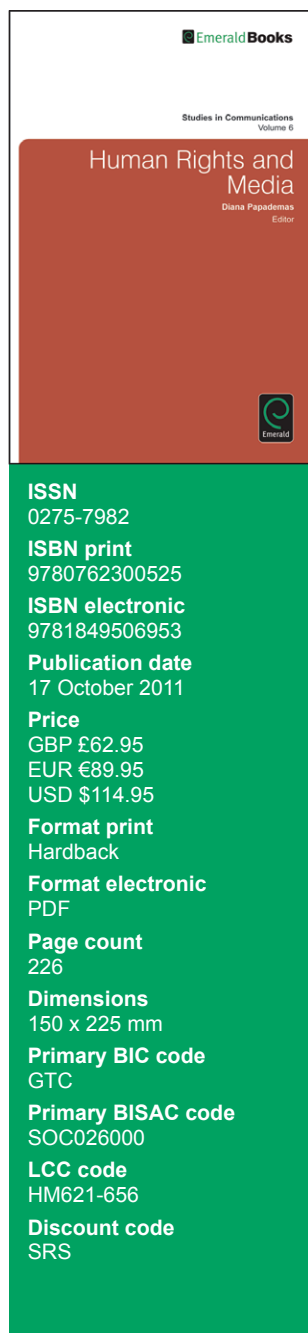 Emerald Books
Studies in Communications
Volume 6
Human Rights and
Media
Diana Papademas
Editor
Emerald
ISSN
0275-7982
ISBN print
9780762300525
ISBN electronic
9781849506953
Publication date
17 October 2011
Price
GBP £62.95
EUR €89.95
USD $114.95
Format print
Hardback
Format electronic
PDF
Page count
226
Dimensions
150 x 225 mm
Primary BIC code
GTC
Primary BISAC code
SOC026000
LCC code
HM621-656
Discount code
SRS